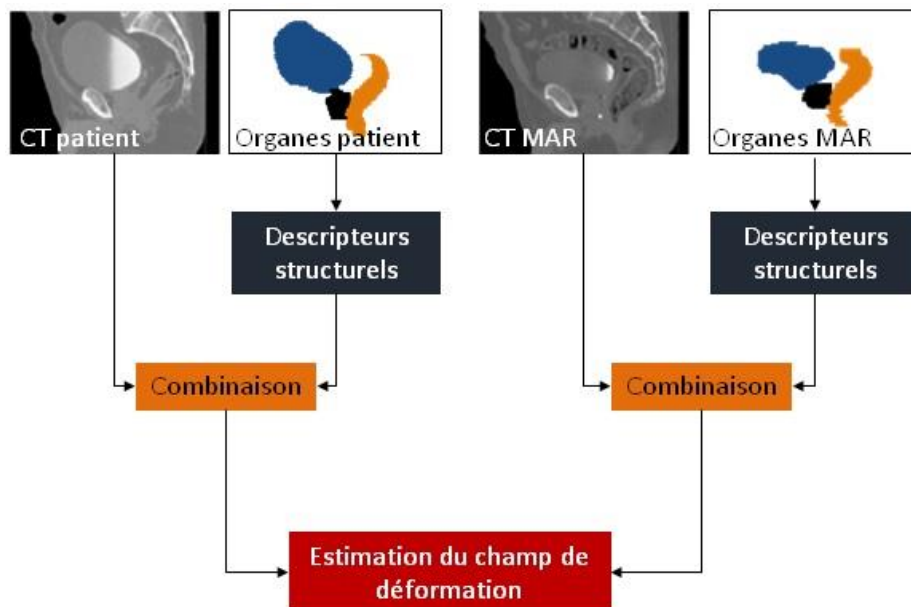 CT patient
Organes patient
CT MAR
Organes MAR
Descripteurs
structurels
Descripteurs
structurels
Combinaison
Combinaison
Estimation du champ de
déformation